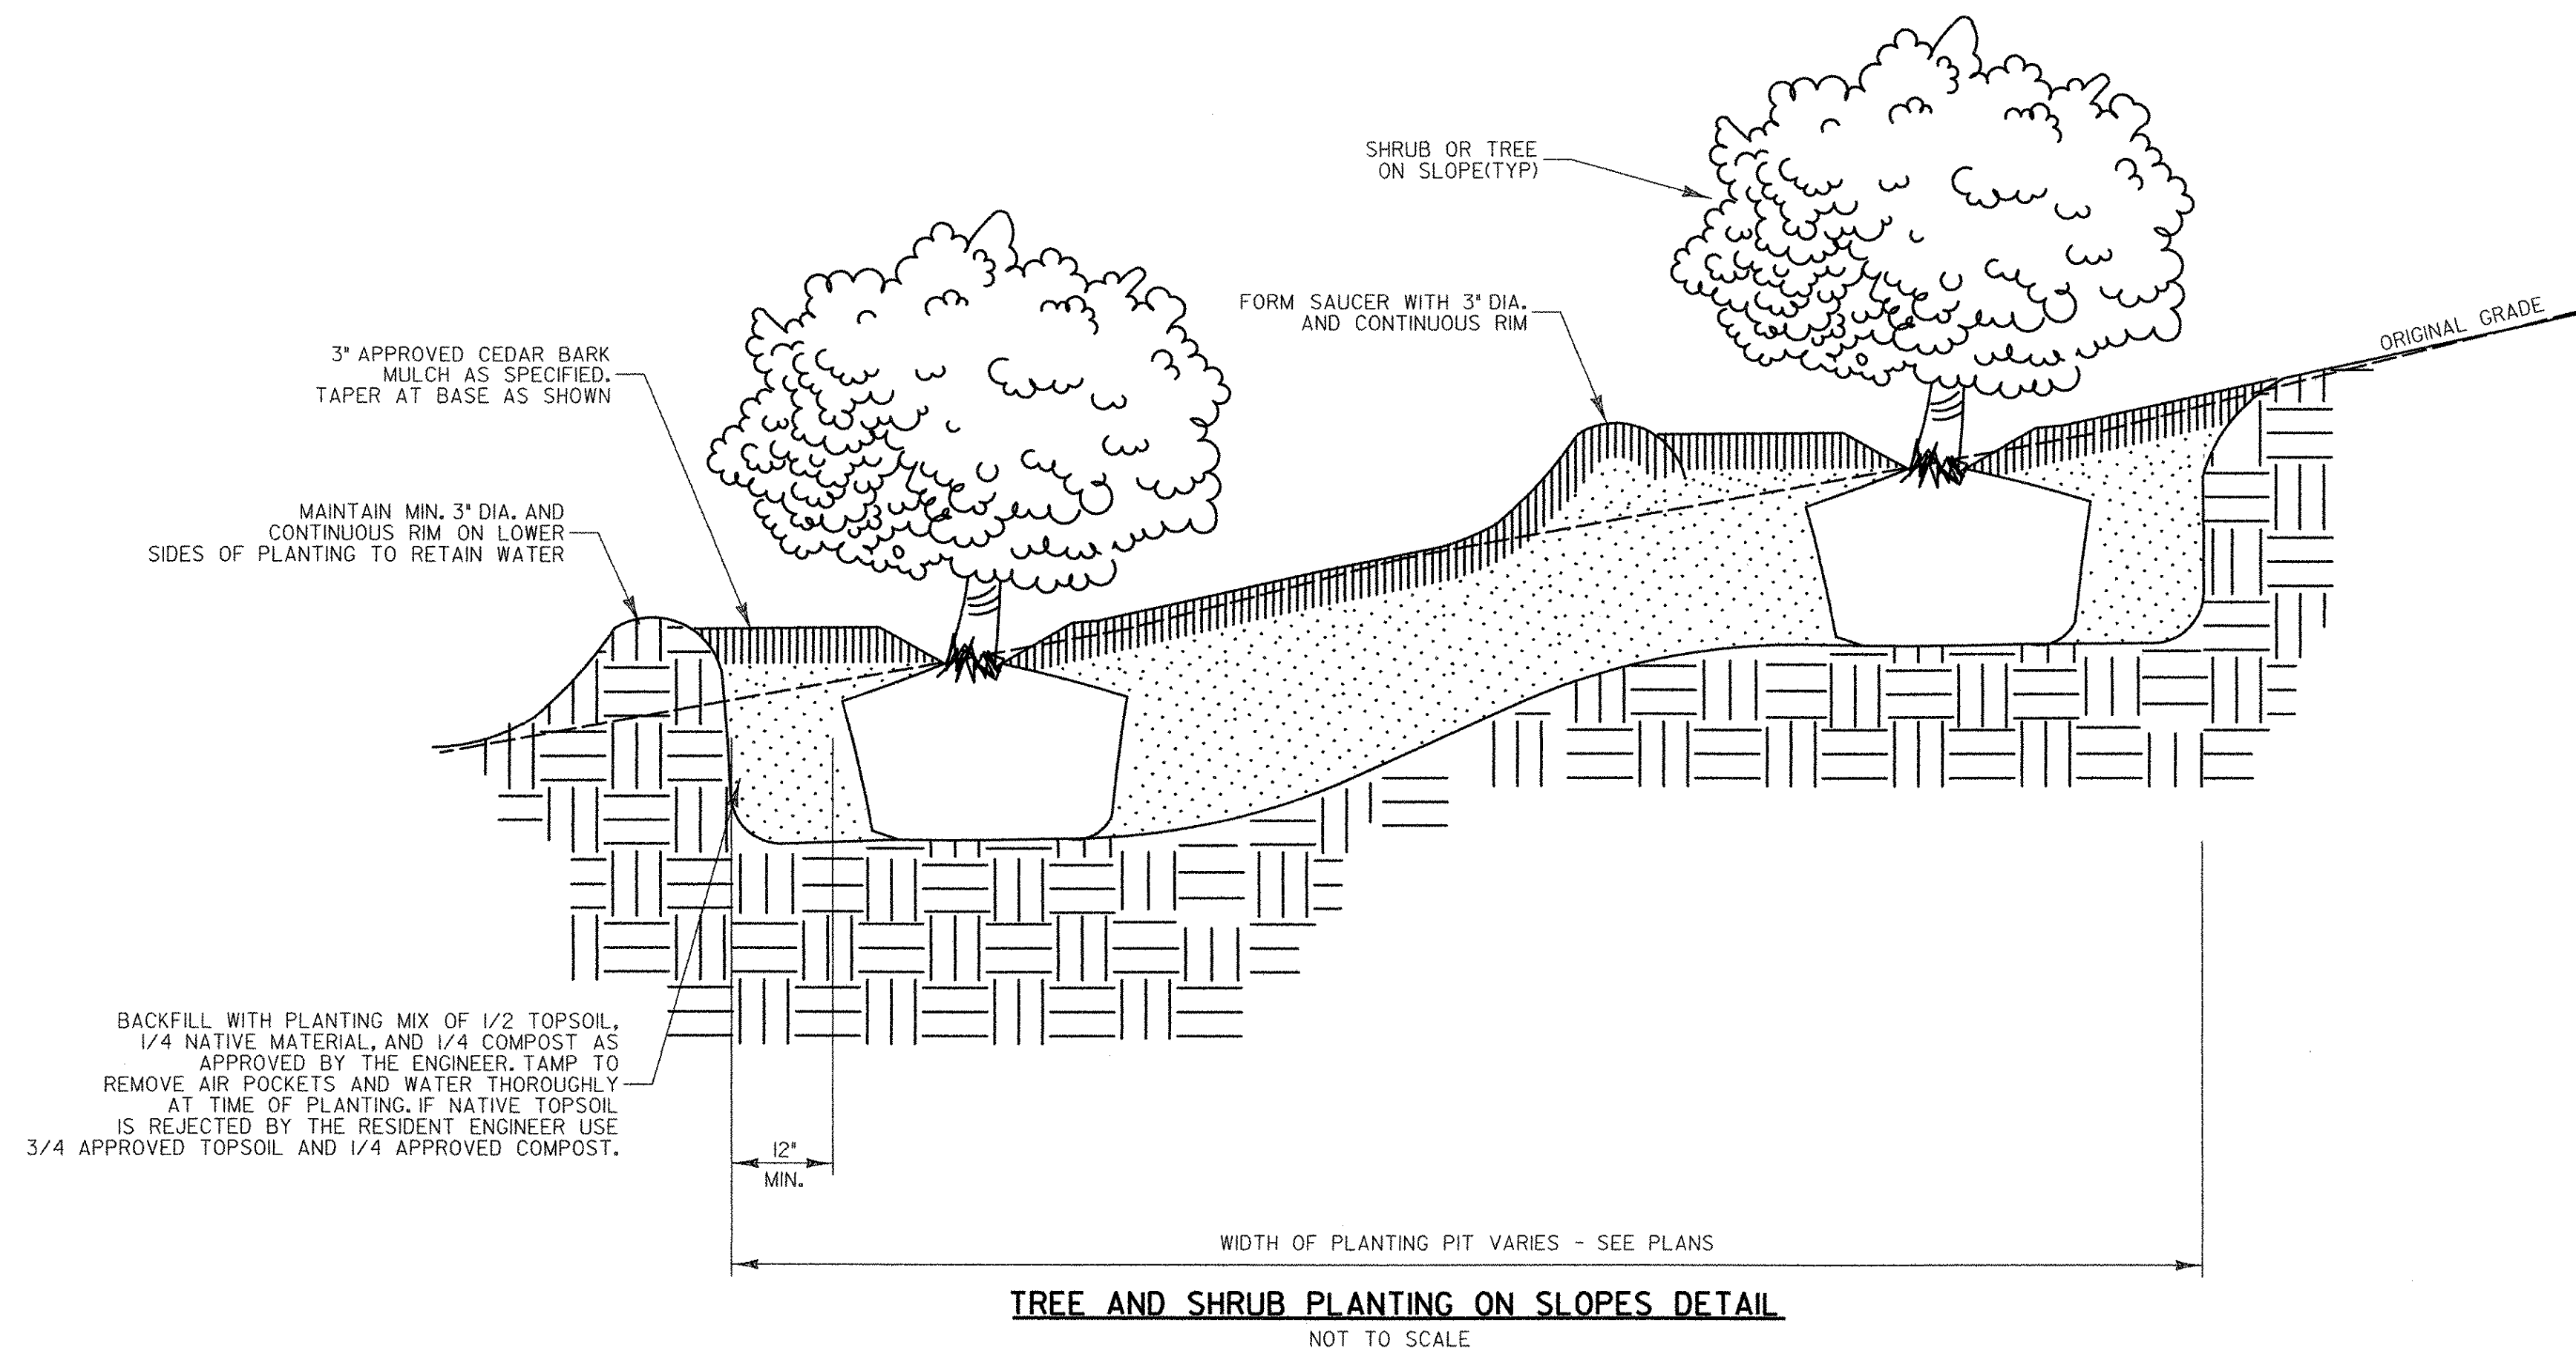 SHRUB OR TREE
ON SLOPE(TYP)
FORM SAUCER WITH 3" DIA.
AND CONTINUOUS RIM
ORIGINAL GRADE
3" APPROVED CEDAR BARK
MULCH AS SPECIFIED.
TAPER AT BASE AS SHOWN
MAINTAIN MIN. 3" DIA. AND
CONTINUOUS RIM ON LOWER
SIDES OF PLANTING TO RETAIN WATER
BACKFILL WITH PLANTING MIX OF 1/2 TOPSOIL,
1/4 NATIVE MATERIAL, AND 1/4 COMPOST AS
APPROVED BY THE ENGINEER. TAMP TO
REMOVE AIR POCKETS AND WATER THOROUGHLY
AT TIME OF PLANTING. IF NATIVE TOPSOIL
IS REJECTED BY THE RESIDENT ENGINEER USE
3/4 APPROVED TOPSOIL AND 1/4 APPROVED COMPOST.
12"
MIN.
WIDTH OF PLANTING PIT VARIES - SEE PLANS
TREE AND SHRUB PLANTING ON SLOPES DETAIL
NOT TO SCALE